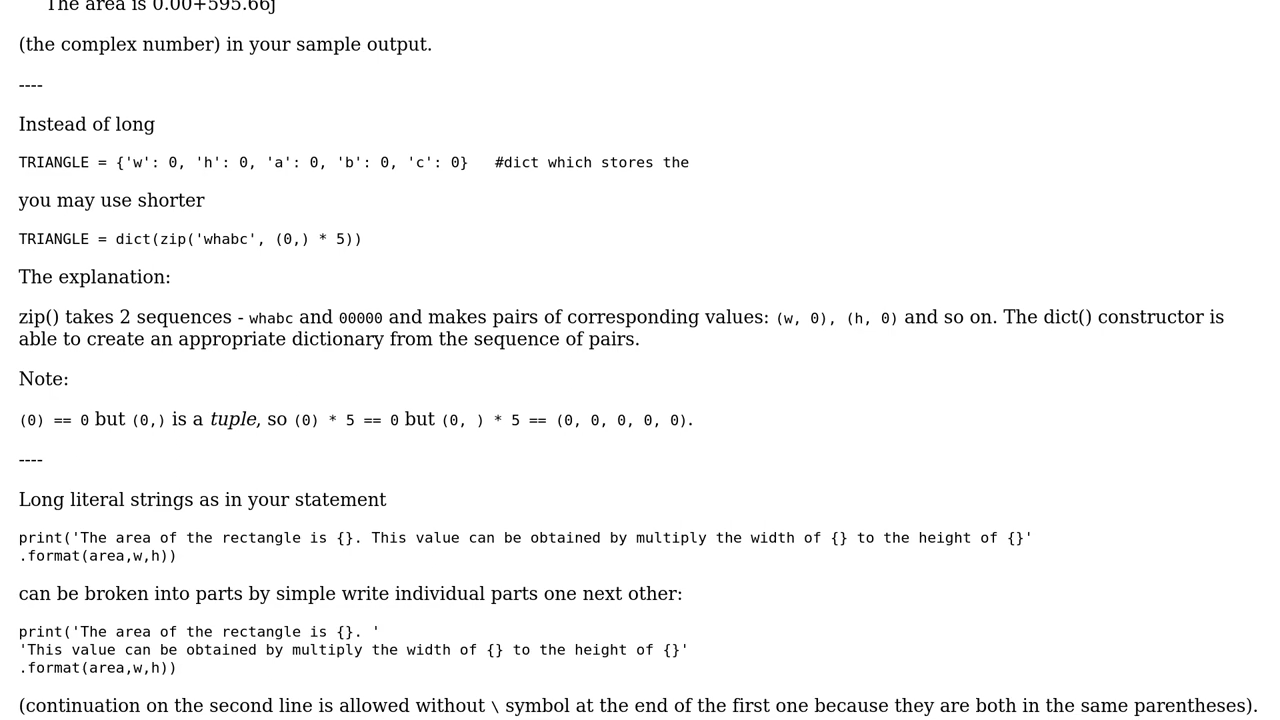 The area is 0.00+595.66j
(the complex number) in your sample output.
----
Instead of long
TRIANGLE = {'w': 0, 'h': 0, 'a': 0, 'b': 0, 'c': 0}   #dict which stores the
you may use shorter
TRIANGLE = dict(zip('whabc', (0,) * 5))
The explanation:
zip() takes 2 sequences - whabc and 00000 and makes pairs of corresponding values: (w, 0), (h, 0) and so on. The dict() constructor is
able to create an appropriate dictionary from the sequence of pairs.
Note:
(0) == 0 but (0,) is a tuple, so (0) * 5 == 0 but (0, ) * 5 == (0, 0, 0, 0, 0).
----
Long literal strings as in your statement
print('The area of the rectangle is {}. This value can be obtained by multiply the width of {} to the height of {}'
.format(area,w,h))
can be broken into parts by simple write individual parts one next other:
print('The area of the rectangle is {}. '
'This value can be obtained by multiply the width of {} to the height of {}'
.format(area,w,h))
(continuation on the second line is allowed without \ symbol at the end of the first one because they are both in the same parentheses).